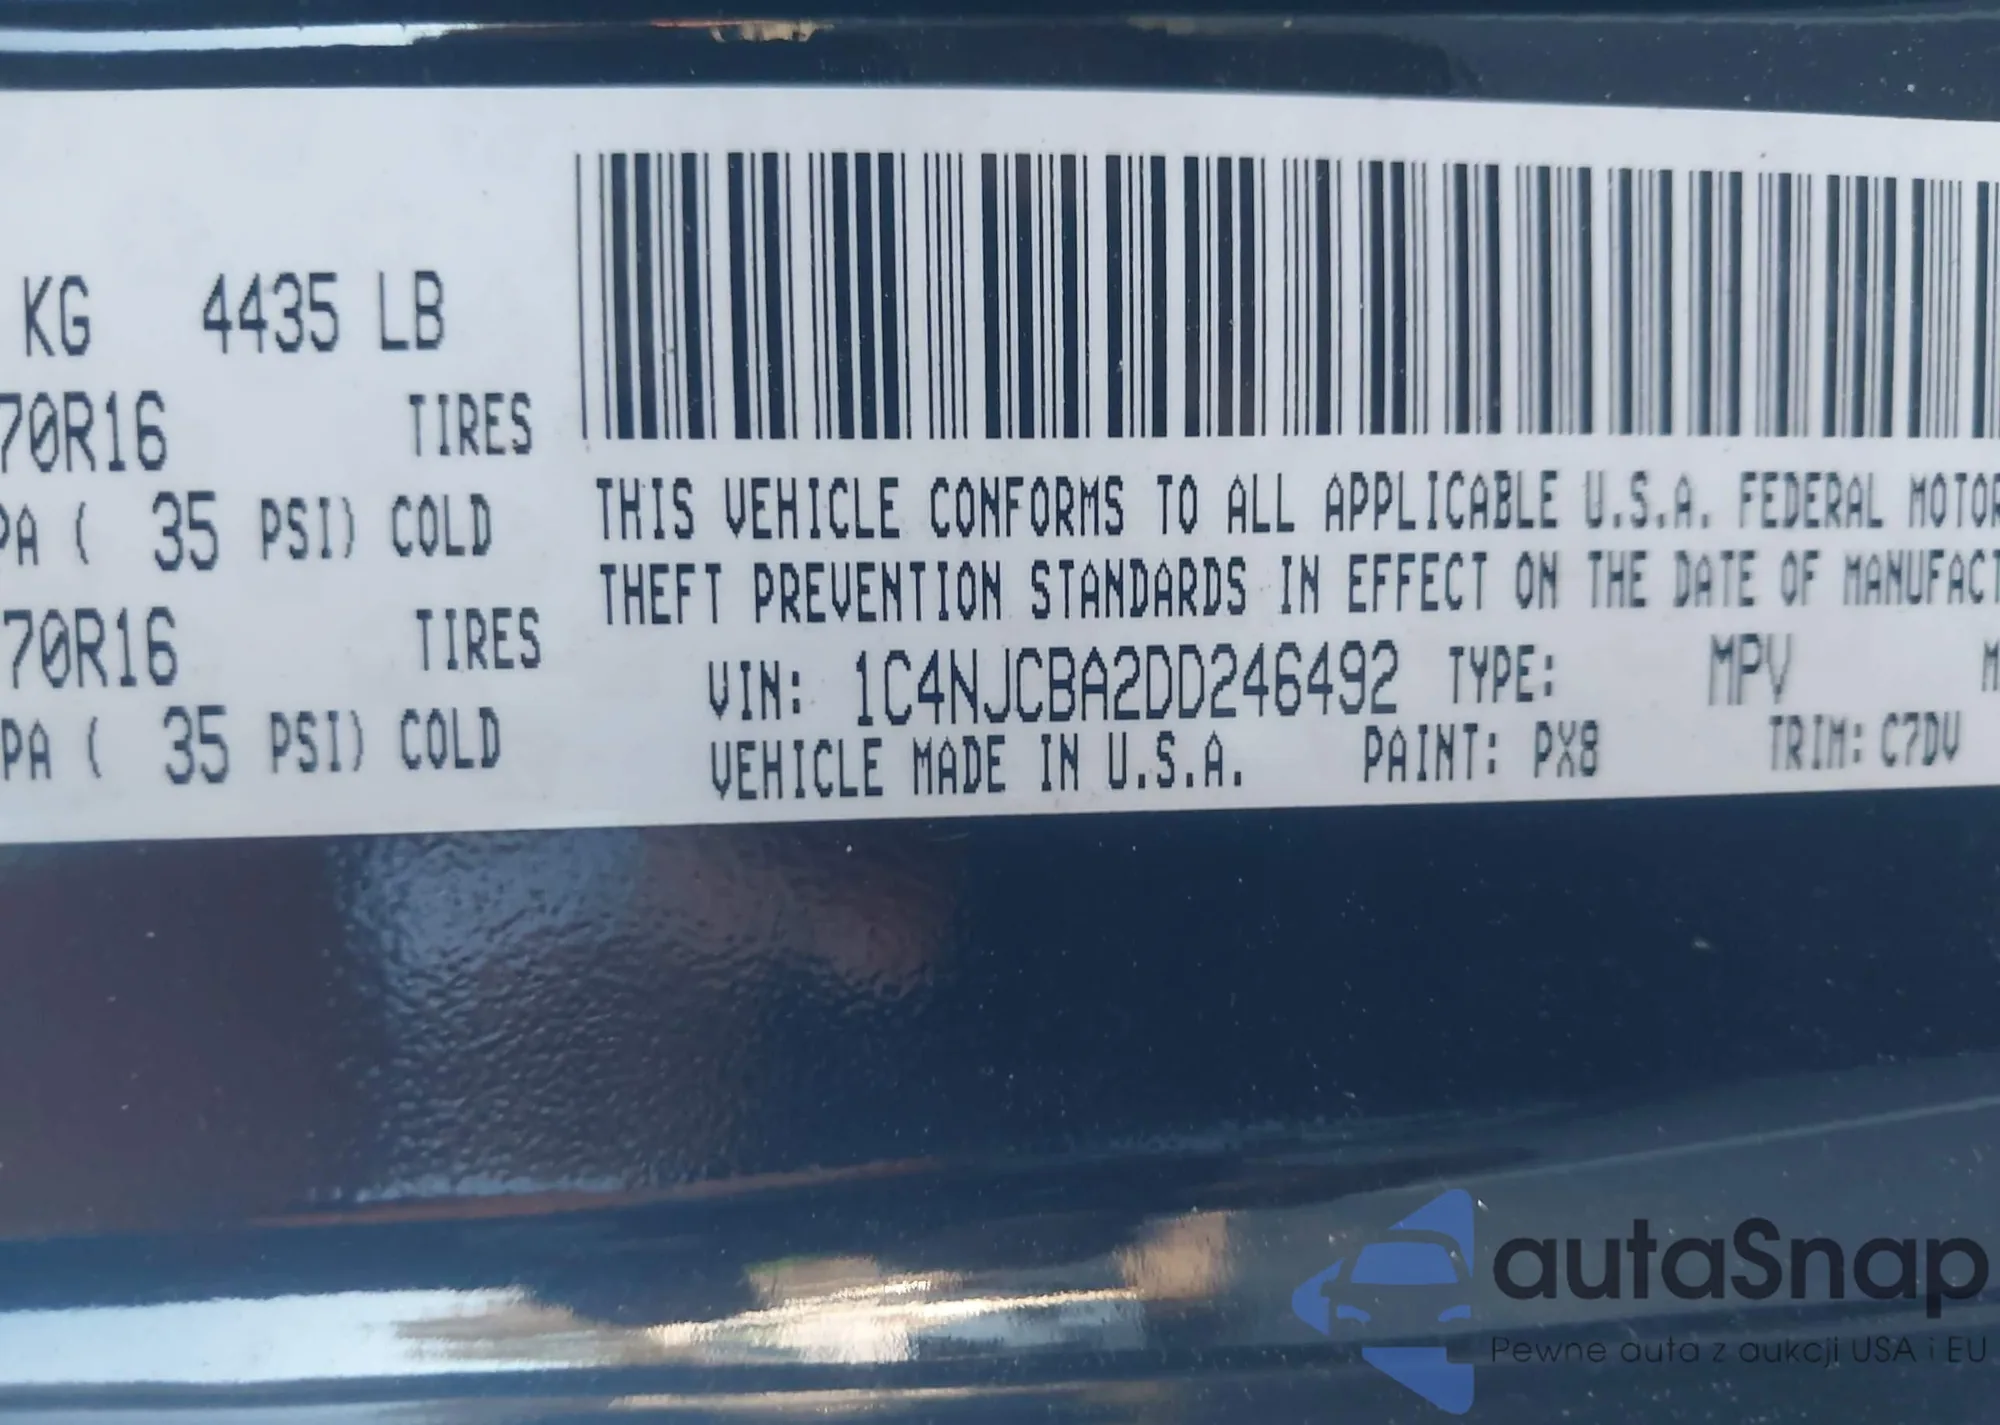 KG 4435 LB
70R16 TIRES
PA ( 35 PSI) COLD
70R16 TIRES
PA ( 35 PSI) COLD
THIS VEHICLE CONFORMS TO ALL APPLICABLE U.S.A. FEDERAL MOTOR
THEFT PREVENTION STANDARDS IN EFFECT ON THE DATE OF MANUFACT
VIN: 1C4NJCBA2DD246492 TYPE: MPV M
VEHICLE MADE IN U.S.A. PAINT: PX8 TRIM: C7DV
autaSnap
Pewne auta z aukcji USA i EU